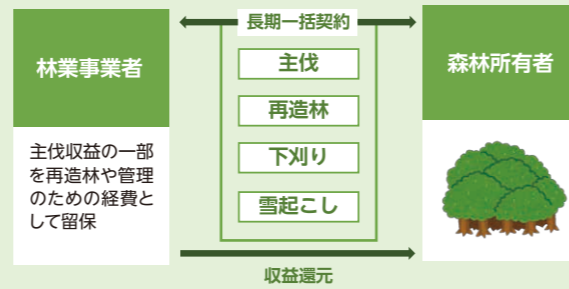 長期一括契約
林業事業者
主伐収益の一部
を再造林や管理
のための経費と
して留保
主伐
再造林
下刈り
雪起こし
森林所有者
収益還元